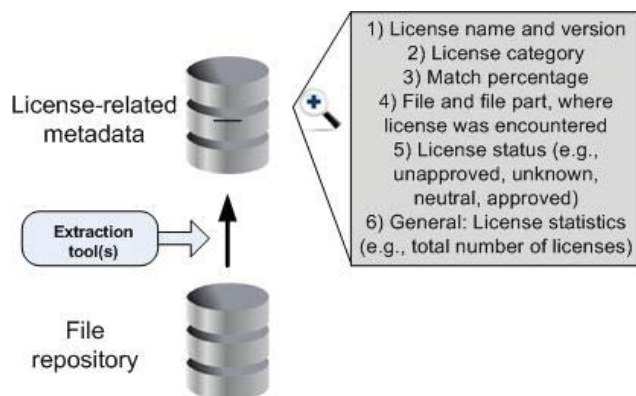 License-related
metadata
1) License name and version
2) License category
3) Match percentage
4) File and file part, where
license was encountered
5) License status (e.g.,
unapproved, unknown,
neutral, approved)
6) General: License statistics
(e.g., total number of licenses)
Extraction
tool(s)
File
repository